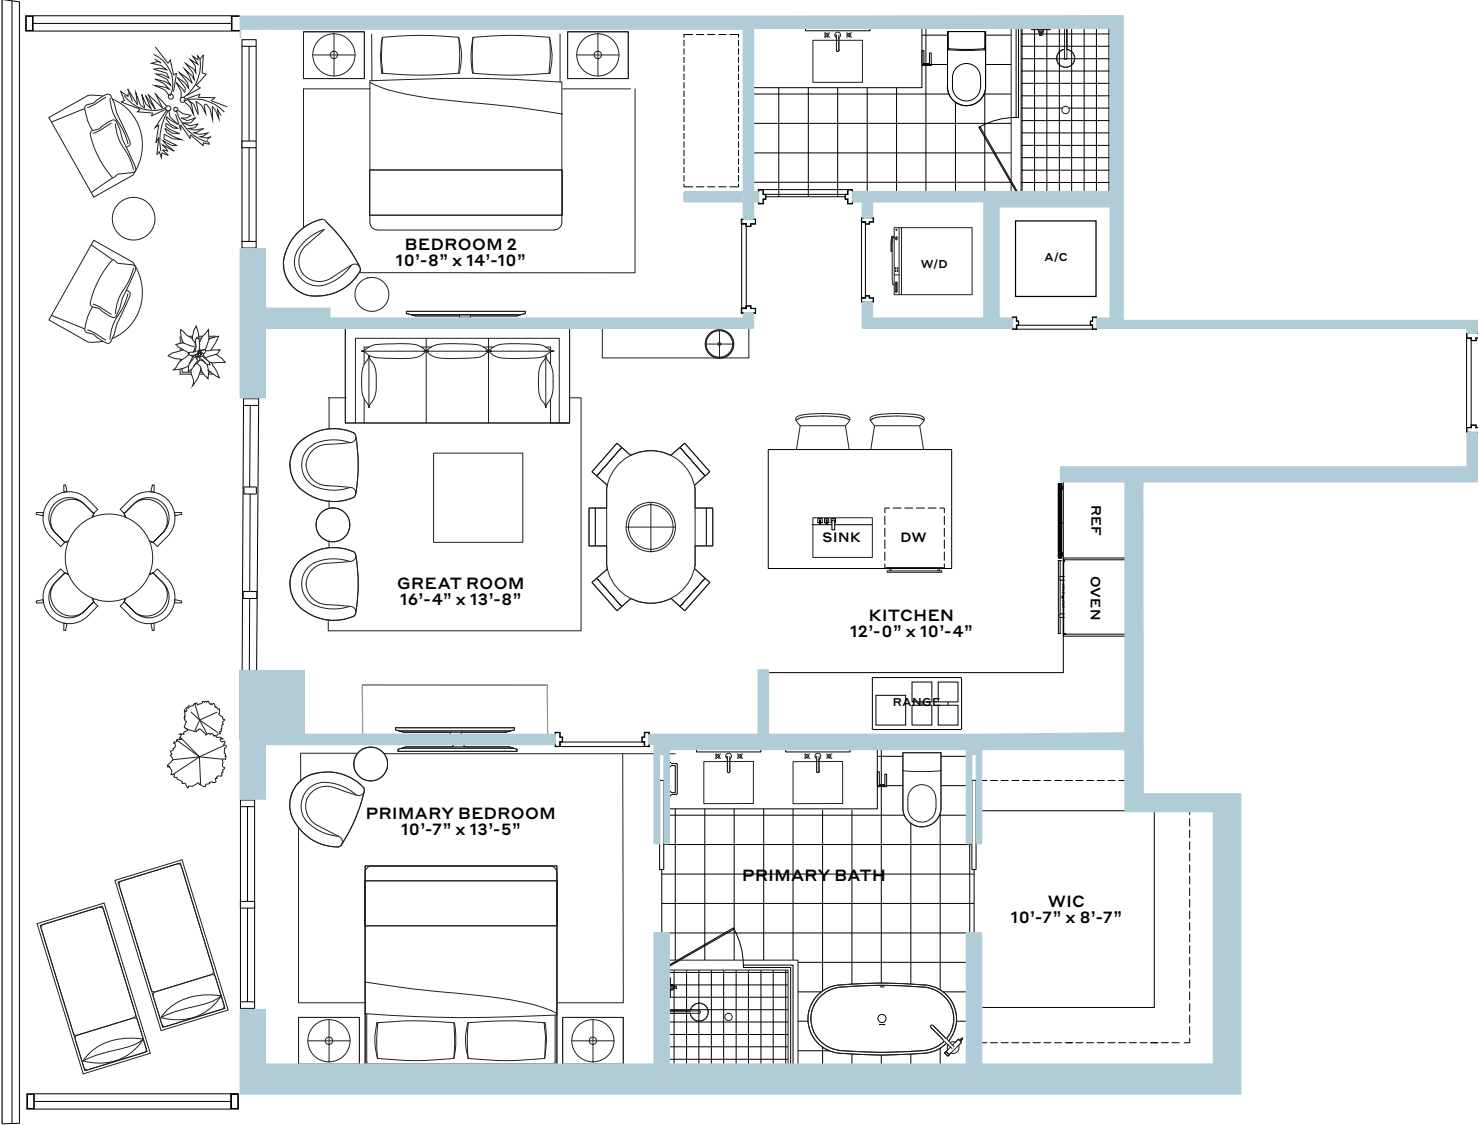 BEDROOM 2
10’-8” x 14’-10”
W/D
A/C
SINK
DW
REF
OVEN
GREAT ROOM
16’-4” x 13’-8”
KITCHEN
12’-0” x 10’-4”
RANGE
PRIMARY BEDROOM
10’-7” x 13’-5”
PRIMARY BATH
WIC
10’-7” x 8’-7”